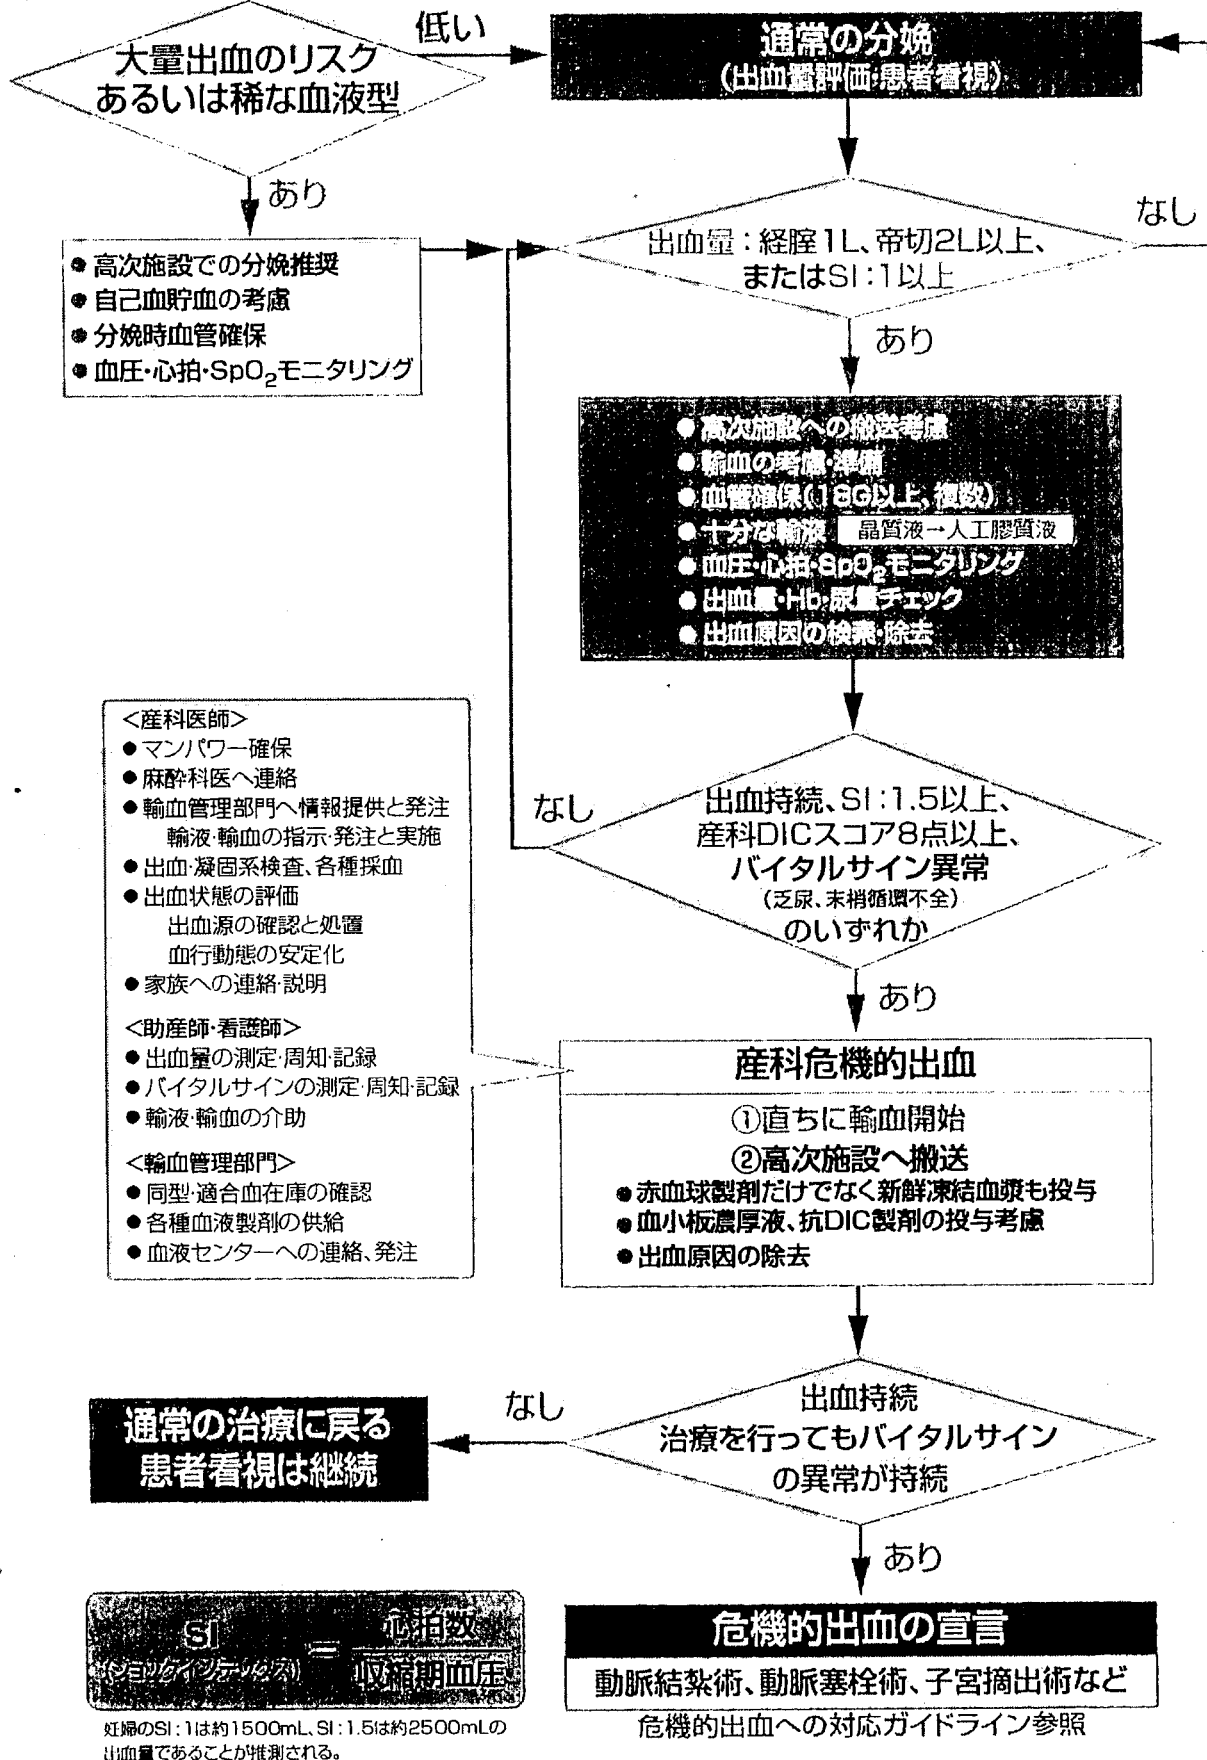 大量出血のリスク
あるいは稀な血液型
低い
通常の分娩
(出血量評価・患者看視)
あり
●高次施設での分娩推奨
●自己血貯血の考慮
●分娩時血管確保
●血圧・心拍・SpO₂モニタリング
出血量:経腟1L、帝切2L以上、
またはSI:1以上
なし
あり
●高次施設への搬送考慮
●輸血の考慮・準備
●血管確保(18G以上、複数)
●十分な輸液 晶質液→人工膠質液
●血圧・心拍・SpO₂モニタリング
●出血量・Hb・尿量チェック
●出血原因の検索・除去
出血持続、SI:1.5以上、
産科DICスコア8点以上、
バイタルサイン異常
(乏尿、末梢循環不全)
のいずれか
なし
あり
<産科医師>
●マンパワー確保
●麻酔科医へ連絡
●輸血管理部門へ情報提供と発注
輸液・輸血の指示・発注と実施
●出血・凝固系検査、各種採血
●出血状態の評価
出血源の確認と処置
血行動態の安定化
●家族への連絡・説明
<助産師・看護師>
●出血量の測定・周知・記録
●バイタルサインの測定・周知・記録
●輸液・輸血の介助
<輸血管理部門>
●同型・適合血在庫の確認
●各種血液製剤の供給
●血液センターへの連絡、発注
産科危機的出血
①直ちに輸血開始
②高次施設へ搬送
●赤血球製剤だけでなく新鮮凍結血漿も投与
●血小板濃厚液、抗DIC製剤の投与考慮
●出血原因の除去
出血持続
治療を行ってもバイタルサイン
の異常が持続
なし
通常の治療に戻る
患者看視は継続
あり
危機的出血の宣言
動脈結紮術、動脈塞栓術、子宮摘出術など
危機的出血への対応ガイドライン参照
SI
(ショックインデックス)
=
心拍数
収縮期血圧
妊婦のSI:1は約1500mL、SI:1.5は約2500mLの
出血量であることが推測される。